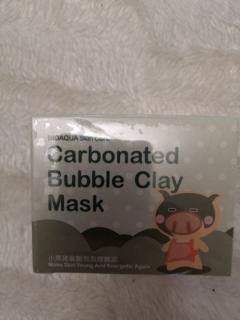 BIOAQUA Skin Care
Carbonated
Bubble Clay
Mask
Make Skin Young And Energetic Again